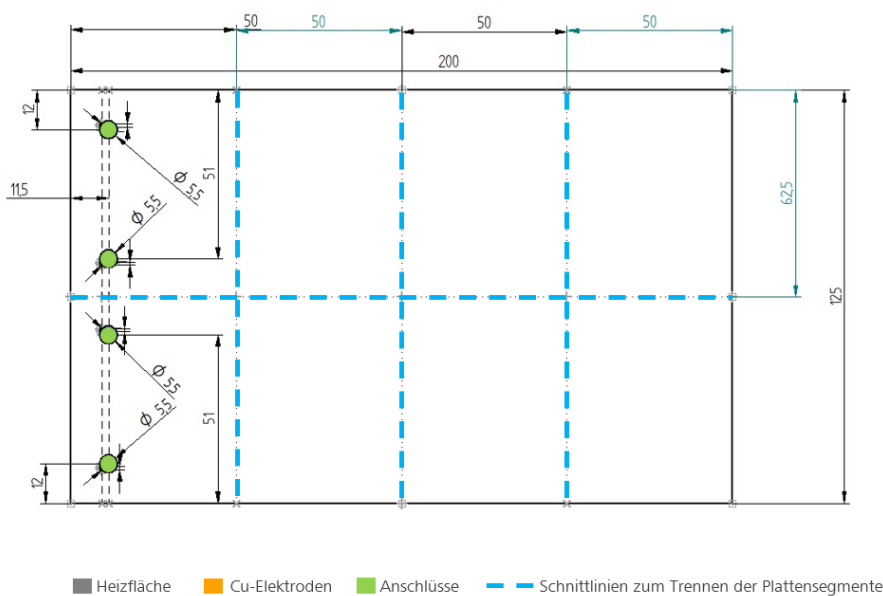 50
50
50
50
200
12
11,5
Ø 5,5
51
Ø 5,5
62,5
125
Ø 5,5
Ø 5,5
51
12
Heizfläche
Cu-Elektroden
Anschlüsse
Schnittlinien zum Trennen der Plattensegmente